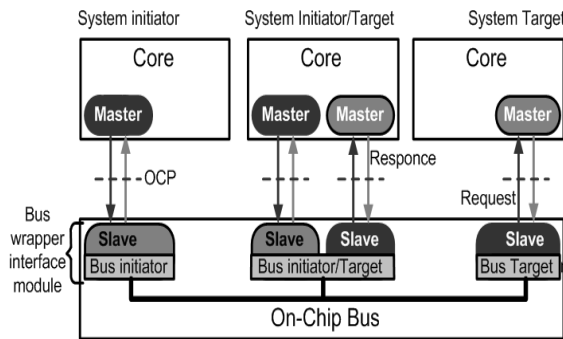 System initiator
System Initiator/Target
System Target
Core
Core
Core
Master
Master
Master
Master
OCP
Responce
Request
Bus
wrapper
interface
module
Slave
Slave
Slave
Slave
Bus initiator
Bus initiator/Target
Bus Target
On-Chip Bus